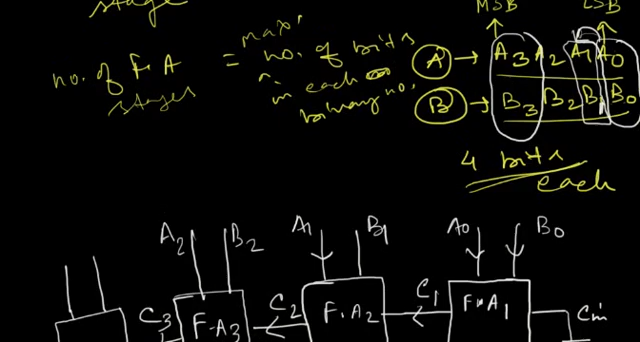 stage
MSB LSB
no. of F.A = max. no. of bits
stages in each binary no.
A → A3 A2 A1 A0
B → B3 B2 B1 B0
4 bits
each
A2 B2 A1 B1 A0 B0
C3 F.A3 C2 F.A2 C1 F.A1 Cin